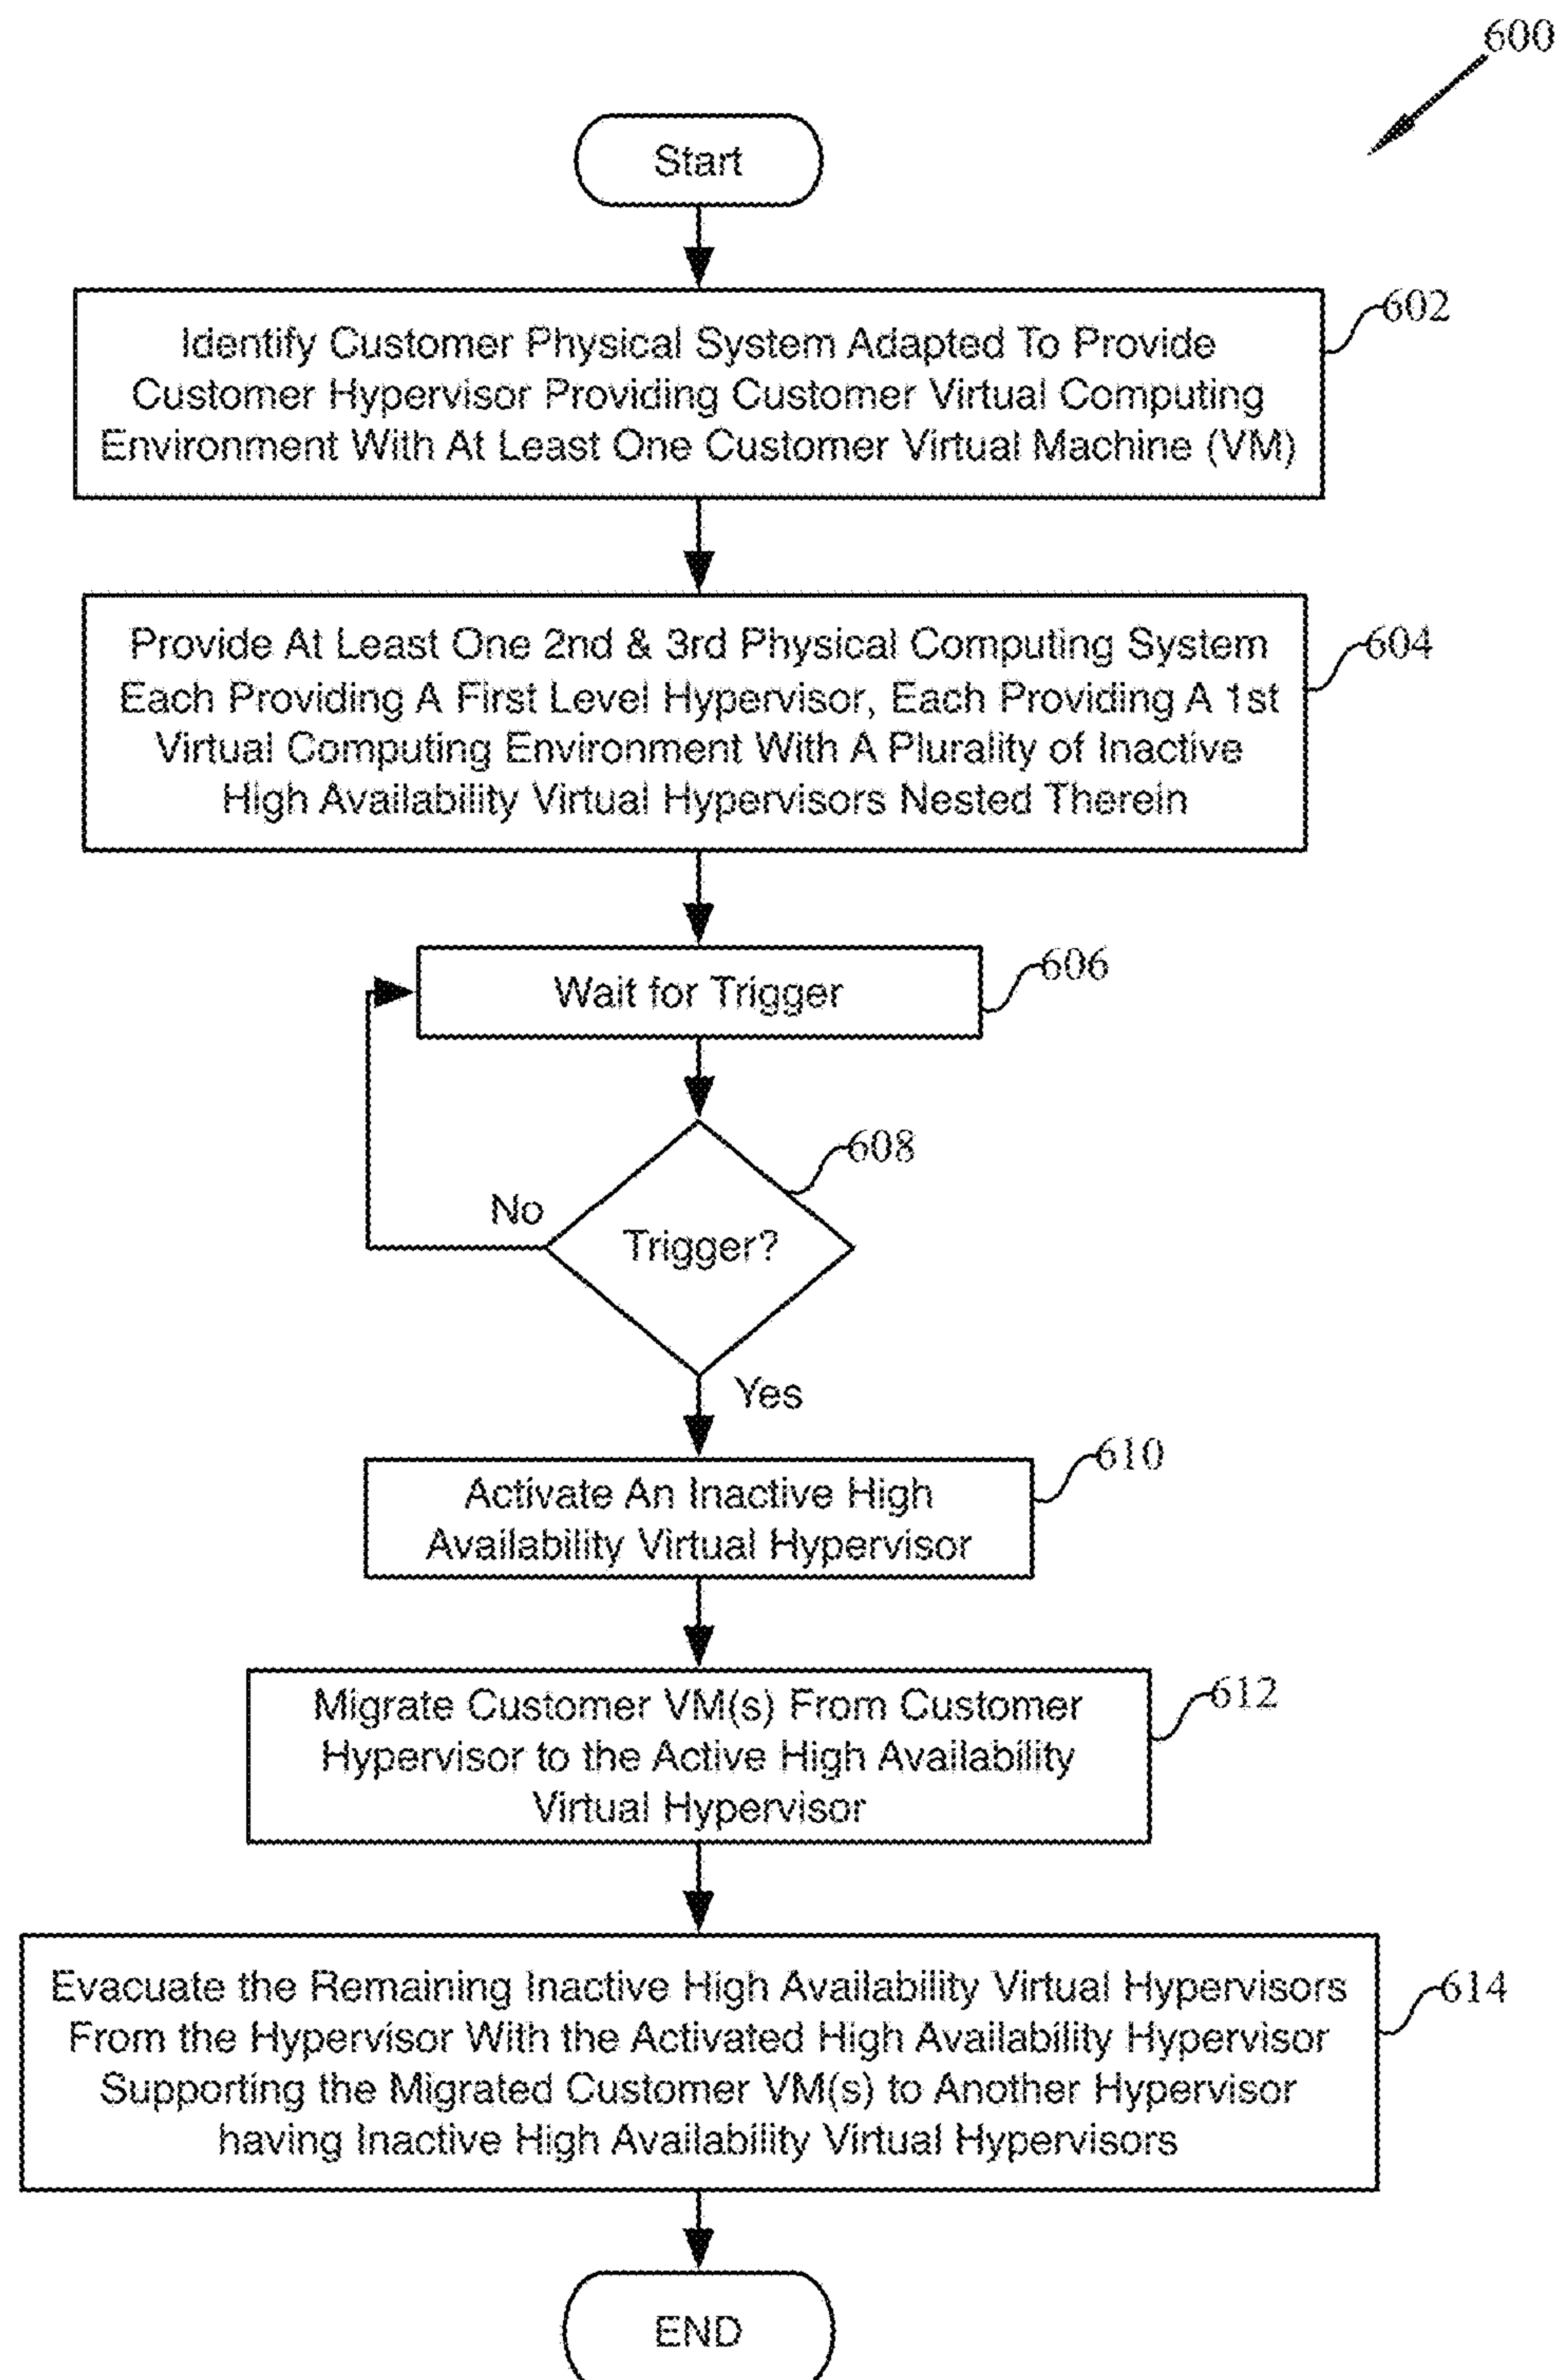 600
Start
602
Identify Customer Physical System Adapted To Provide
Customer Hypervisor Providing Customer Virtual Computing
Environment With At Least One Customer Virtual Machine (VM)
604
Provide At Least One 2nd & 3rd Physical Computing System
Each Providing A First Level Hypervisor, Each Providing A 1st
Virtual Computing Environment With A Plurality of Inactive
High Availability Virtual Hypervisors Nested Therein
606
Wait for Trigger
608
No
Trigger?
Yes
610
Activate An Inactive High
Availability Virtual Hypervisor
612
Migrate Customer VM(s) From Customer
Hypervisor to the Active High Availability
Virtual Hypervisor
614
Evacuate the Remaining Inactive High Availability Virtual Hypervisors
From the Hypervisor With the Activated High Availability Hypervisor
Supporting the Migrated Customer VM(s) to Another Hypervisor
having Inactive High Availability Virtual Hypervisors
END